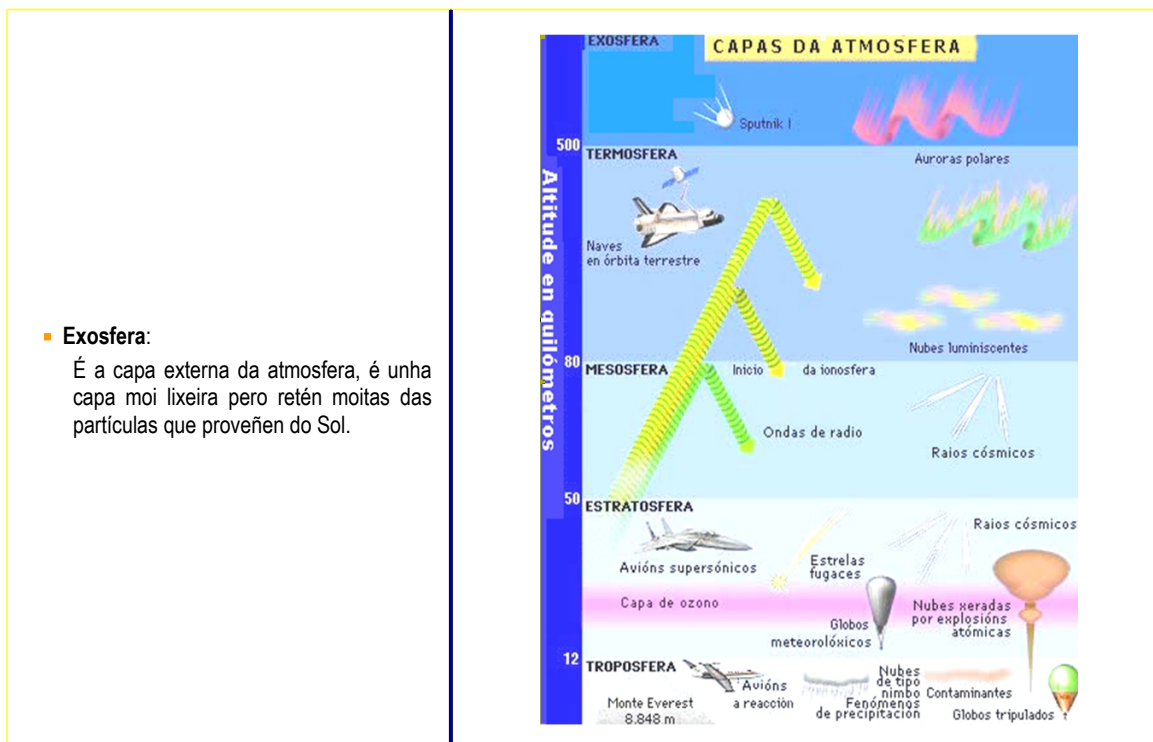 Exosfera:
É a capa externa da atmosfera, é unha
capa moi lixeira pero retén moitas das
partículas que proveñen do Sol.
CAPAS DA ATMOSFERA
Altitude en quilómetros
EXOSFERA
Sputnik I
500
TERMOSFERA
Auroras polares
Naves
en órbita terrestre
Nubes luminiscentes
80
MESOSFERA
Inicio da ionosfera
Ondas de radio
Raios cósmicos
50
ESTRATOSFERA
Raios cósmicos
Avións supersónicos
Estrelas
fugaces
Capa de ozono
Globos
meteorolóxicos
Nubes xeradas
por explosións
atómicas
12
TROPOSFERA
Monte Everest
8.848 m
Avións
a reacción
Nubes
de tipo
nimbo
Fenómenos
de precipitación
Contaminantes
Globos tripulados